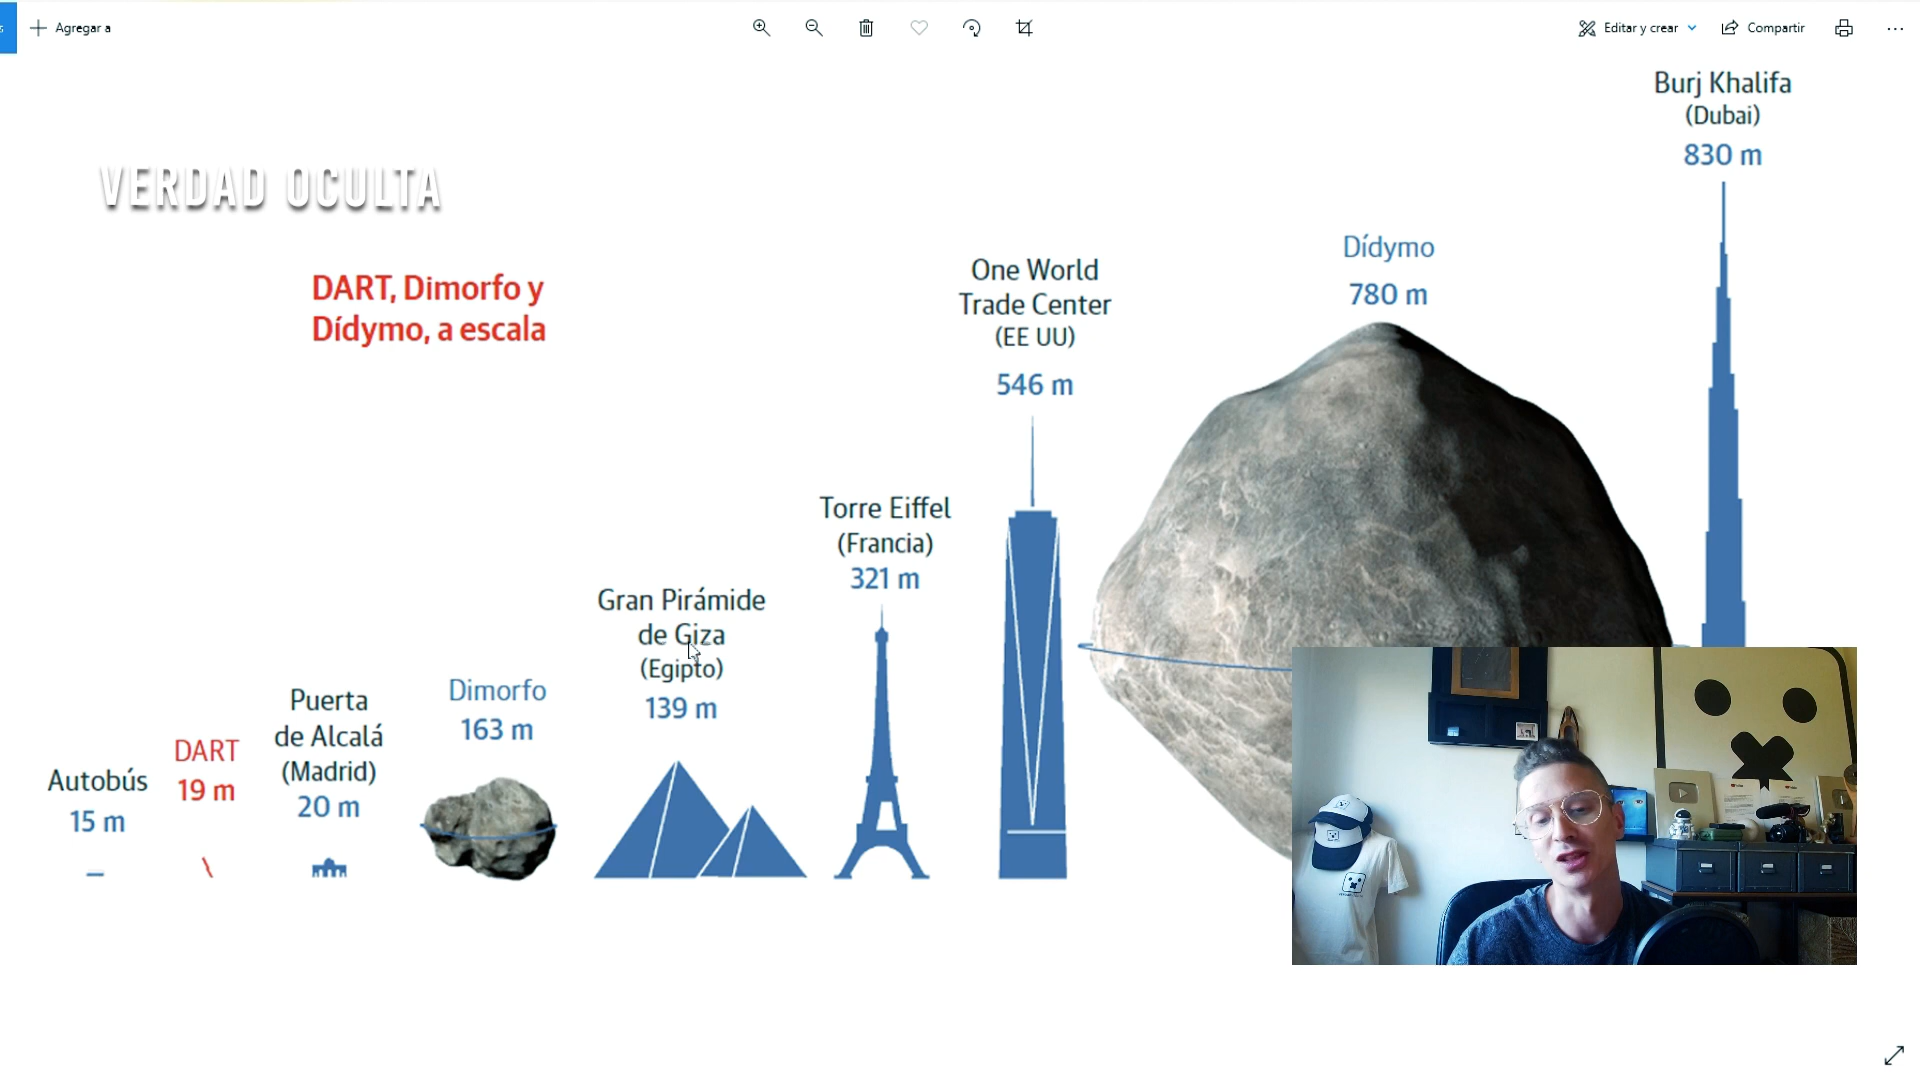 Agregar a
Editar y crear
Compartir
VERDAD OCULTA
DART, Dimorfo y
Dídymo, a escala
Autobús
15 m
DART
19 m
Puerta
de Alcalá
(Madrid)
20 m
Dimorfo
163 m
Gran Pirámide
de Giza
(Egipto)
139 m
Torre Eiffel
(Francia)
321 m
One World
Trade Center
(EE UU)
546 m
Dídymo
780 m
Burj Khalifa
(Dubai)
830 m